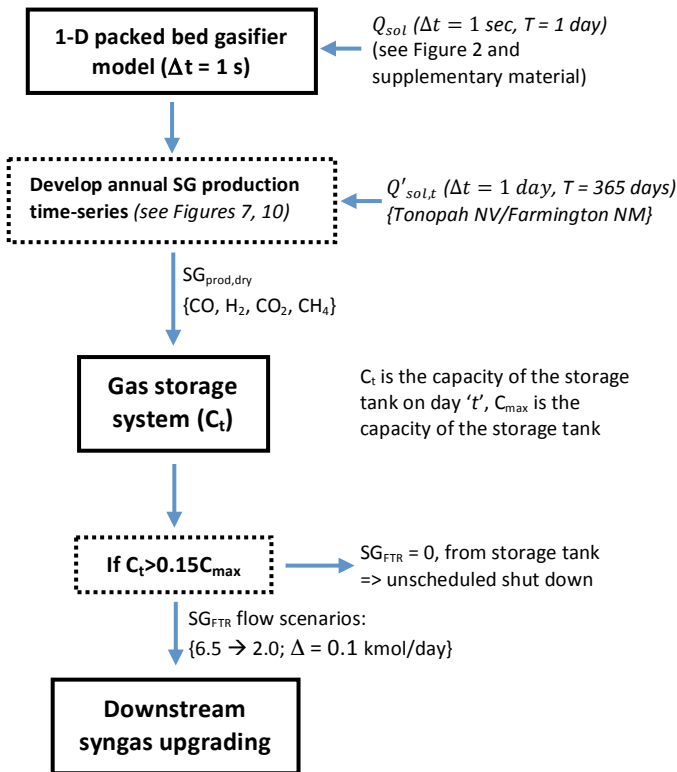 1-D packed bed gasifier
model (Δt = 1 s)
Q_sol (Δt = 1 sec, T = 1 day)
(see Figure 2 and
supplementary material)
Develop annual SG production
time-series (see Figures 7, 10)
Q'_sol,t (Δt = 1 day, T = 365 days)
{Tonopah NV/Farmington NM}
SG_prod,dry
{CO, H₂, CO₂, CH₄}
Gas storage
system (C_t)
C_t is the capacity of the storage
tank on day ‘t’, C_max is the
capacity of the storage tank
If C_t>0.15C_max
SG_FTR = 0, from storage tank
=> unscheduled shut down
SG_FTR flow scenarios:
{6.5 → 2.0; Δ = 0.1 kmol/day}
Downstream
syngas upgrading